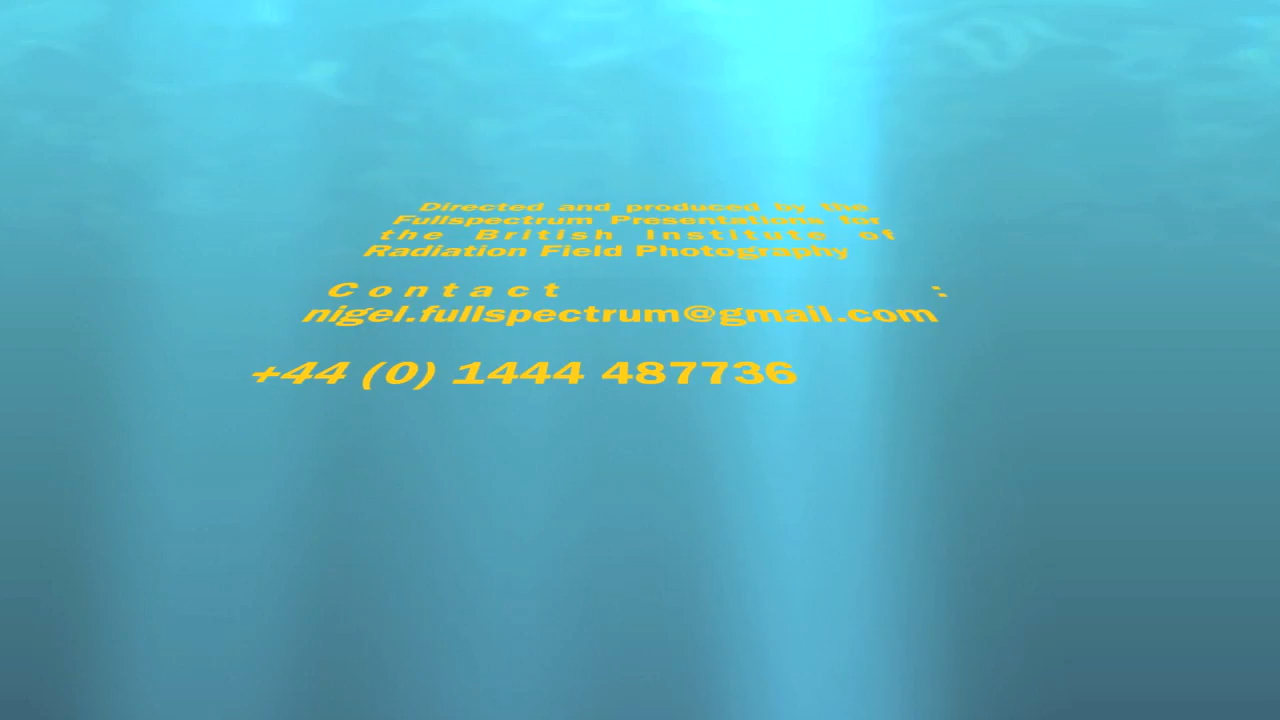 Directed and produced by the
Fullspectrum Presentations for
the British Institute of
Radiation Field Photography
Contact :
nigel.fullspectrum@gmail.com
+44 (0) 1444 487736